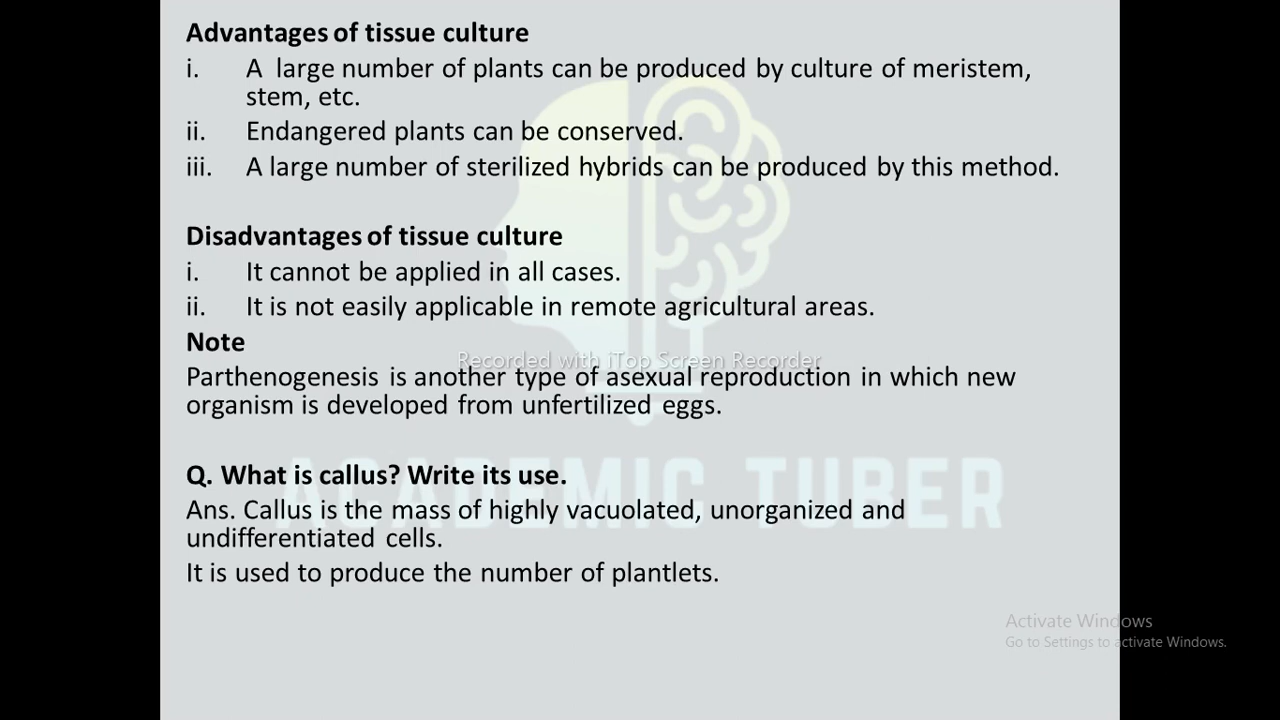 Advantages of tissue culture
i. A large number of plants can be produced by culture of meristem,
stem, etc.
ii. Endangered plants can be conserved.
iii. A large number of sterilized hybrids can be produced by this method.
Disadvantages of tissue culture
i. It cannot be applied in all cases.
ii. It is not easily applicable in remote agricultural areas.
Note
Recorded with iTop Screen Recorder
Parthenogenesis is another type of asexual reproduction in which new
organism is developed from unfertilized eggs.
Q. What is callus? Write its use.
ACADEMIC TUBER
Ans. Callus is the mass of highly vacuolated, unorganized and
undifferentiated cells.
It is used to produce the number of plantlets.
Activate Windows
Go to Settings to activate Windows.